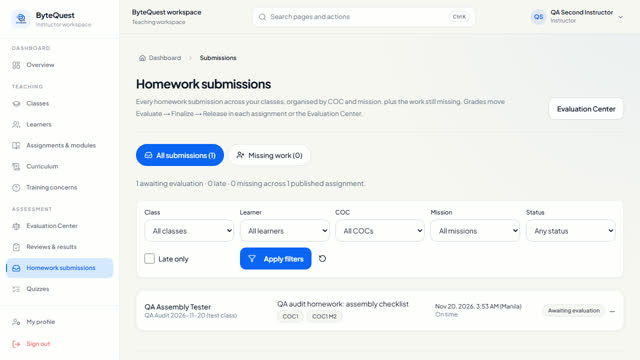 ByteQuest
Instructor workspace
DASHBOARD
Overview
TEACHING
Classes
Learners
Assignments & modules
Curriculum
Training concerns
ASSESSMENT
Evaluation Center
Reviews & results
Homework submissions
Quizzes
My profile
Sign out
ByteQuest workspace
Teaching workspace
Search pages and actions
Ctrl K
QS
QA Second Instructor
Instructor
Dashboard
Submissions
Homework submissions
Every homework submission across your classes, organised by COC and mission, plus the work still missing. Grades move
Evaluate → Finalize → Release in each assignment or the Evaluation Center.
Evaluation Center
All submissions (1)
Missing work (0)
1 awaiting evaluation · 0 late · 0 missing across 1 published assignment.
Class
Learner
COC
Mission
Status
All classes
All learners
All COCs
All missions
Any status
Late only
Apply filters
QA Assembly Tester
QA Audit 2026-11-20 (test class)
QA audit homework: assembly checklist
COC1
COC1 M2
Nov 20, 2026, 3:53 AM (Manila)
On time
Awaiting evaluation
—